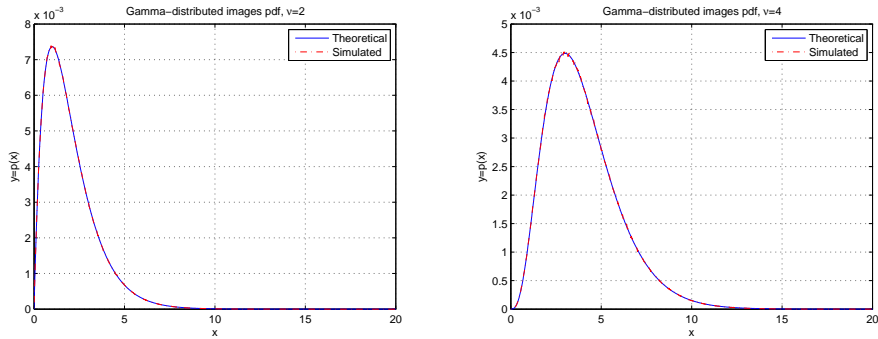 Gamma−distributed images pdf, ν=2
x 10⁻³
8
7
6
5
4
3
2
1
0
y=p(x)
0 5 10 15 20
x
Theoretical
Simulated
Gamma−distributed images pdf, ν=4
x 10⁻³
5
4.5
4
3.5
3
2.5
2
1.5
1
0.5
0
y=p(x)
0 5 10 15 20
x
Theoretical
Simulated